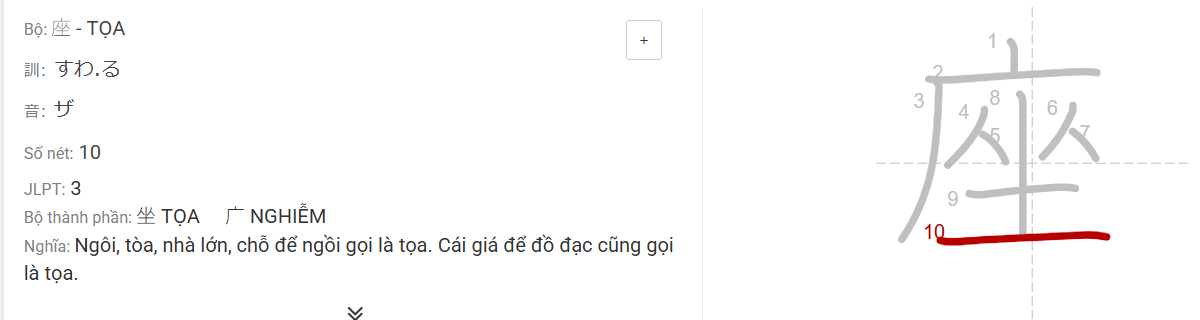 Bộ: 座 - TỌA
+
訓: すわ.る
音: ザ
Số nét: 10
JLPT: 3
Bộ thành phần: 坐 TỌA 广 NGHIỄM
Nghĩa: Ngôi, tòa, nhà lớn, chỗ để ngồi gọi là tọa. Cái giá để đồ đạc cũng gọi
là tọa.
座
1
2
3
4
5
6
7
8
9
10